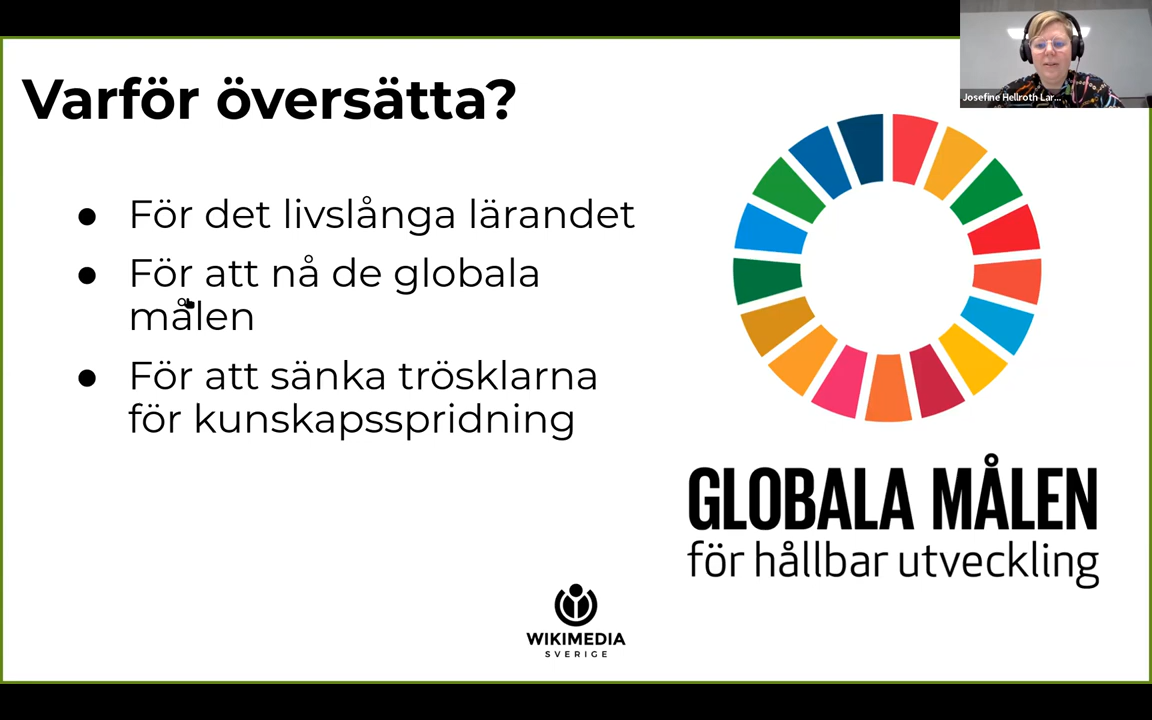 Varför översätta?
Josefine Hellroth Lar...
● För det livslånga lärandet
● För att nå de globala
målen
● För att sänka trösklarna
för kunskapsspridning
GLOBALA MÅLEN
för hållbar utveckling
WIKIMEDIA
SVERIGE